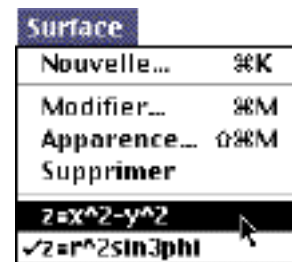 Surface
Nouvelle... ⌘K
Modifier... ⌘M
Apparence... ⇧⌘M
Supprimer
z=x^2-y^2
✓z=r^2sin3phi